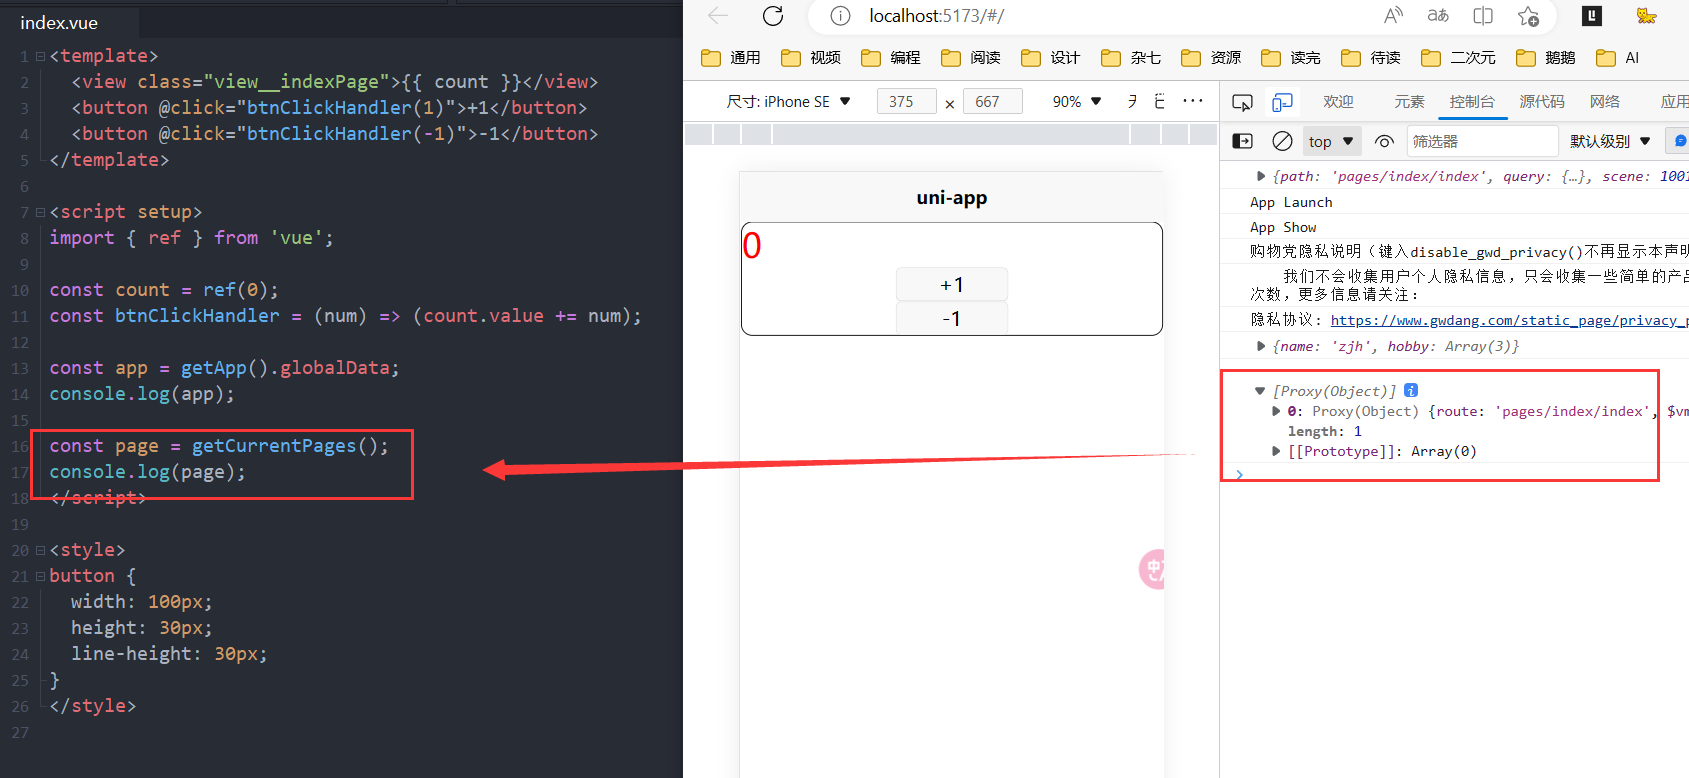 index.vue
1 <template>
2 <view class="view__indexPage">{{ count }}</view>
3 <button @click="btnClickHandler(1)">+1</button>
4 <button @click="btnClickHandler(-1)">-1</button>
5 </template>
6
7 <script setup>
8 import { ref } from 'vue';
9
10 const count = ref(0);
11 const btnClickHandler = (num) => (count.value += num);
12
13 const app = getApp().globalData;
14 console.log(app);
15
16 const page = getCurrentPages();
17 console.log(page);
18 </script>
19
20 <style>
21 button {
22 width: 100px;
23 height: 30px;
24 line-height: 30px;
25 }
26 </style>
27
localhost:5173/#/
通用 视频 编程 阅读 设计 杂七 资源 读完 待读 二次元 鹅鹅 AI
尺寸: iPhone SE 375 × 667 90%
uni-app
0
+1
-1
欢迎 元素 控制台 源代码 网络 应用
top 筛选器 默认级别
{path: 'pages/index/index', query: {…}, scene: 1001
App Launch
App Show
购物党隐私说明（键入disable_gwd_privacy()不再显示本声明
我们不会收集用户个人隐私信息，只会收集一些简单的产品
次数，更多信息请关注：
隐私协议: https://www.gwdang.com/static_page/privacy_p
{name: 'zjh', hobby: Array(3)}
[Proxy(Object)]
0: Proxy(Object) {route: 'pages/index/index', $vm
length: 1
[[Prototype]]: Array(0)